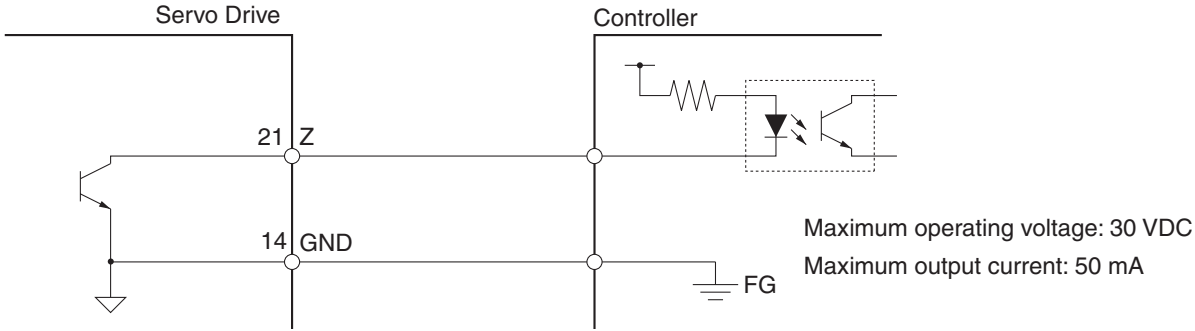 Servo Drive
Controller
21 Z
14 GND
FG
Maximum operating voltage: 30 VDC
Maximum output current: 50 mA